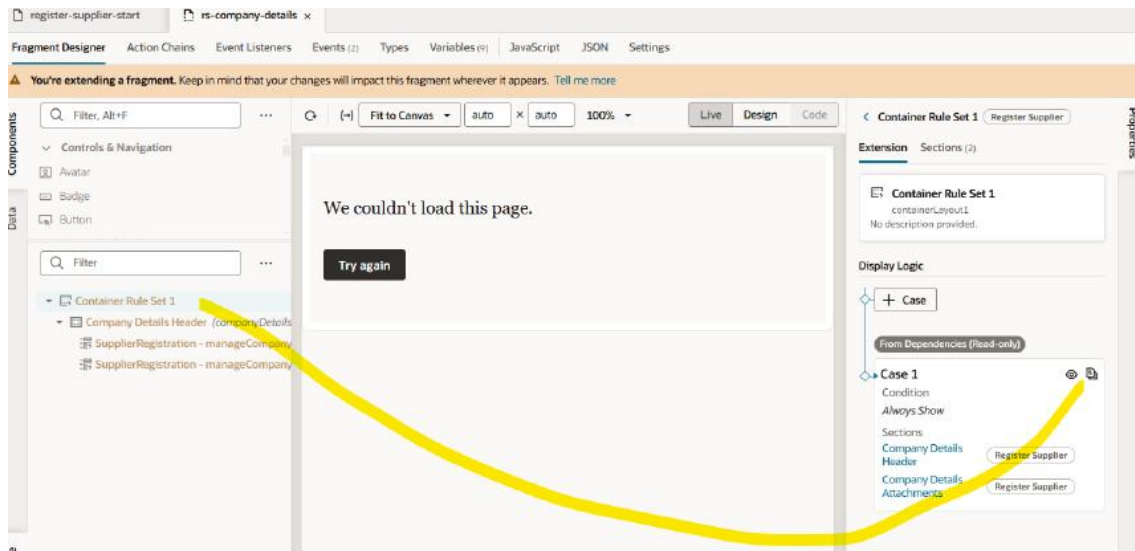 register-supplier-start rs-company-details ×
Fragment Designer Action Chains Event Listeners Events (2) Types Variables (9) JavaScript JSON Settings
You're extending a fragment. Keep in mind that your changes will impact this fragment wherever it appears. Tell me more
Components
Data
Filter, Alt+F ...
Controls & Navigation
Avatar
Badge
Button
Filter ...
Container Rule Set 1
Company Details Header (companyDetails
SupplierRegistration - manageCompany
SupplierRegistration - manageCompany
Fit to Canvas auto × auto 100% Live Design Code
We couldn't load this page.
Try again
Container Rule Set 1 Register Supplier
Properties
Extension Sections (2)
Container Rule Set 1
containerLayout1
No description provided.
Display Logic
+ Case
From Dependencies (Read-only)
Case 1
Condition
Always Show
Sections
Company Details Header Register Supplier
Company Details Attachments Register Supplier